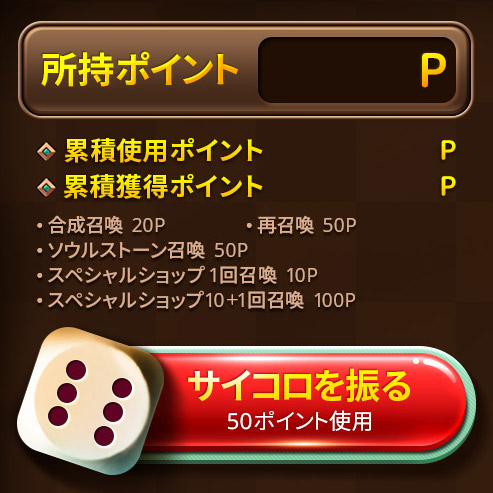 所持ポイント P
累積使用ポイント P
累積獲得ポイント P
・合成召喚 20P ・再召喚 50P
・ソウルストーン召喚 50P
・スペシャルショップ 1回召喚 10P
・スペシャルショップ10+1回召喚 100P
サイコロを振る
50ポイント使用